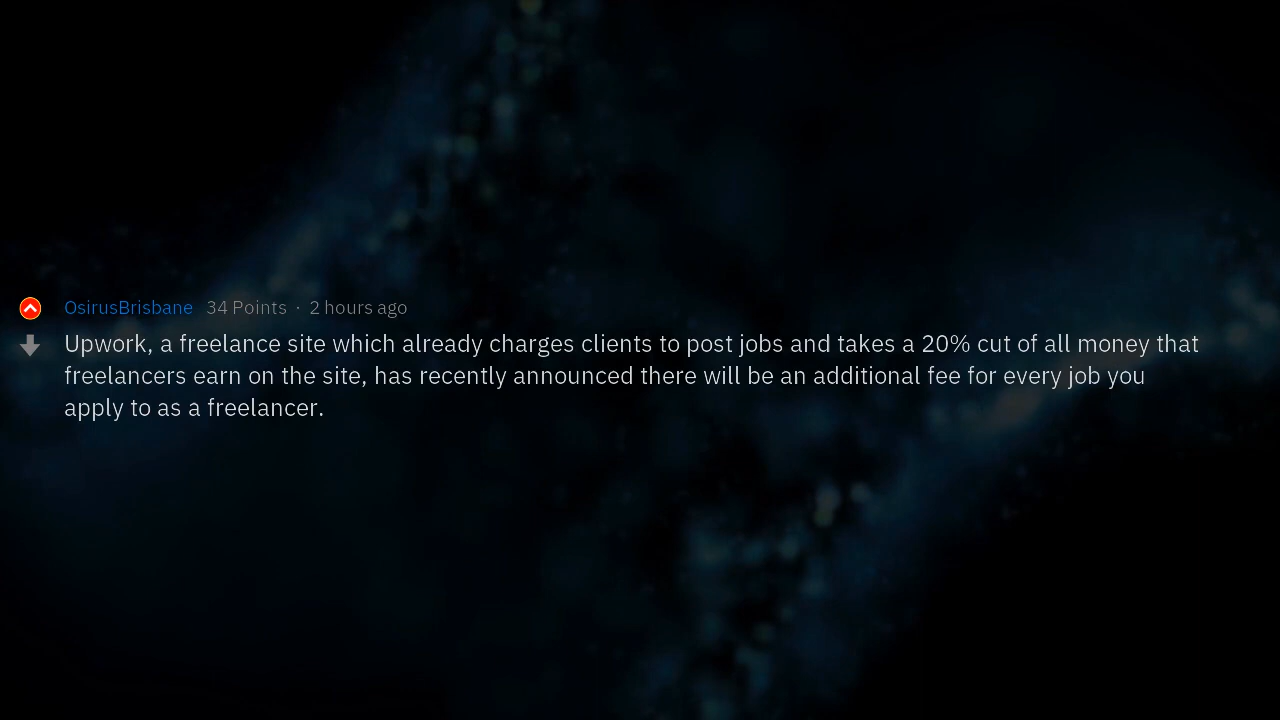 OsirusBrisbane 34 Points · 2 hours ago
Upwork, a freelance site which already charges clients to post jobs and takes a 20% cut of all money that
freelancers earn on the site, has recently announced there will be an additional fee for every job you
apply to as a freelancer.